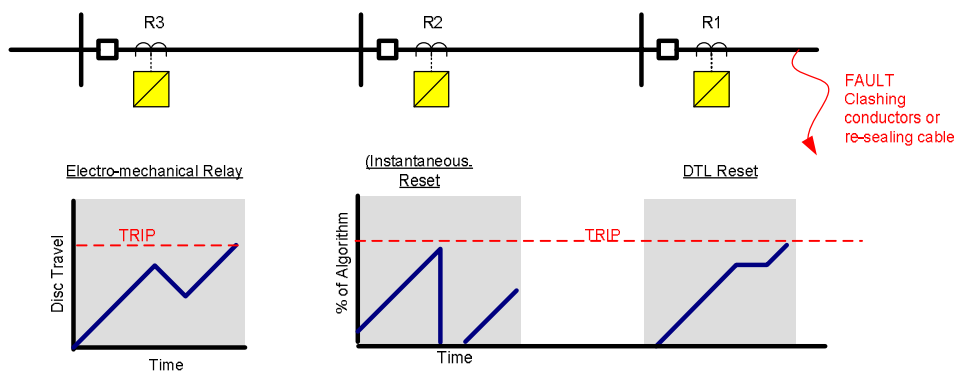 R3
R2
R1
FAULT
Clashing
conductors or
re-sealing cable
Electro-mechanical Relay
(Instantaneous.
Reset
DTL Reset
TRIP
Disc Travel
Time
TRIP
% of Algorithm
Time